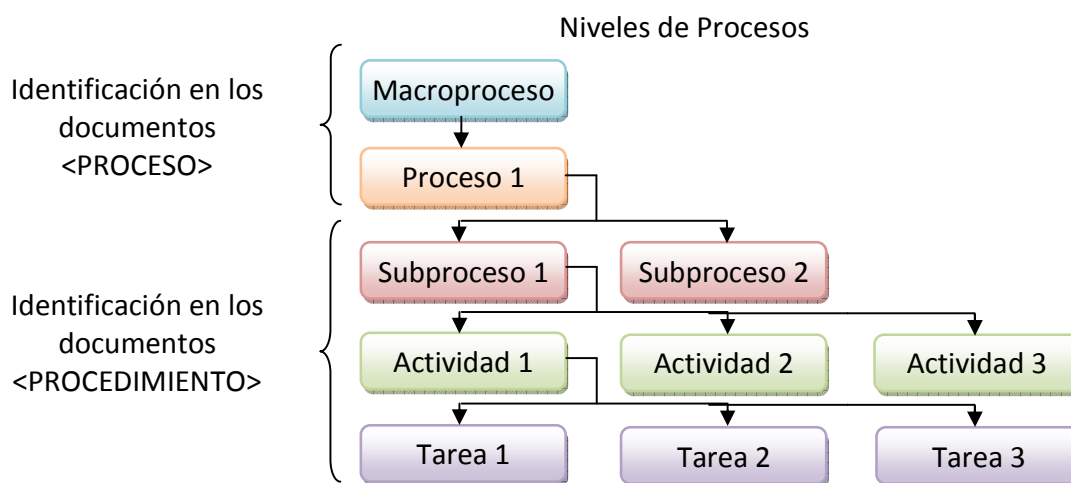 Niveles de Procesos
Identificación en los
documentos
<PROCESO>
Macroproceso
Proceso 1
Identificación en los
documentos
<PROCEDIMIENTO>
Subproceso 1
Subproceso 2
Actividad 1
Actividad 2
Actividad 3
Tarea 1
Tarea 2
Tarea 3